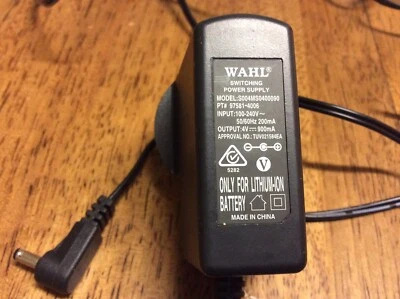 WAHL®
SWITCHING
POWER SUPPLY
MODEL:S004MS0400090
PT# 97581-4006
INPUT:100-240V~
50/60Hz 200mA
OUTPUT:4V⎓900mA
APPROVAL NO.:TUV021584EA
5282
V
ONLY FOR LITHIUM-ION
BATTERY
MADE IN CHINA